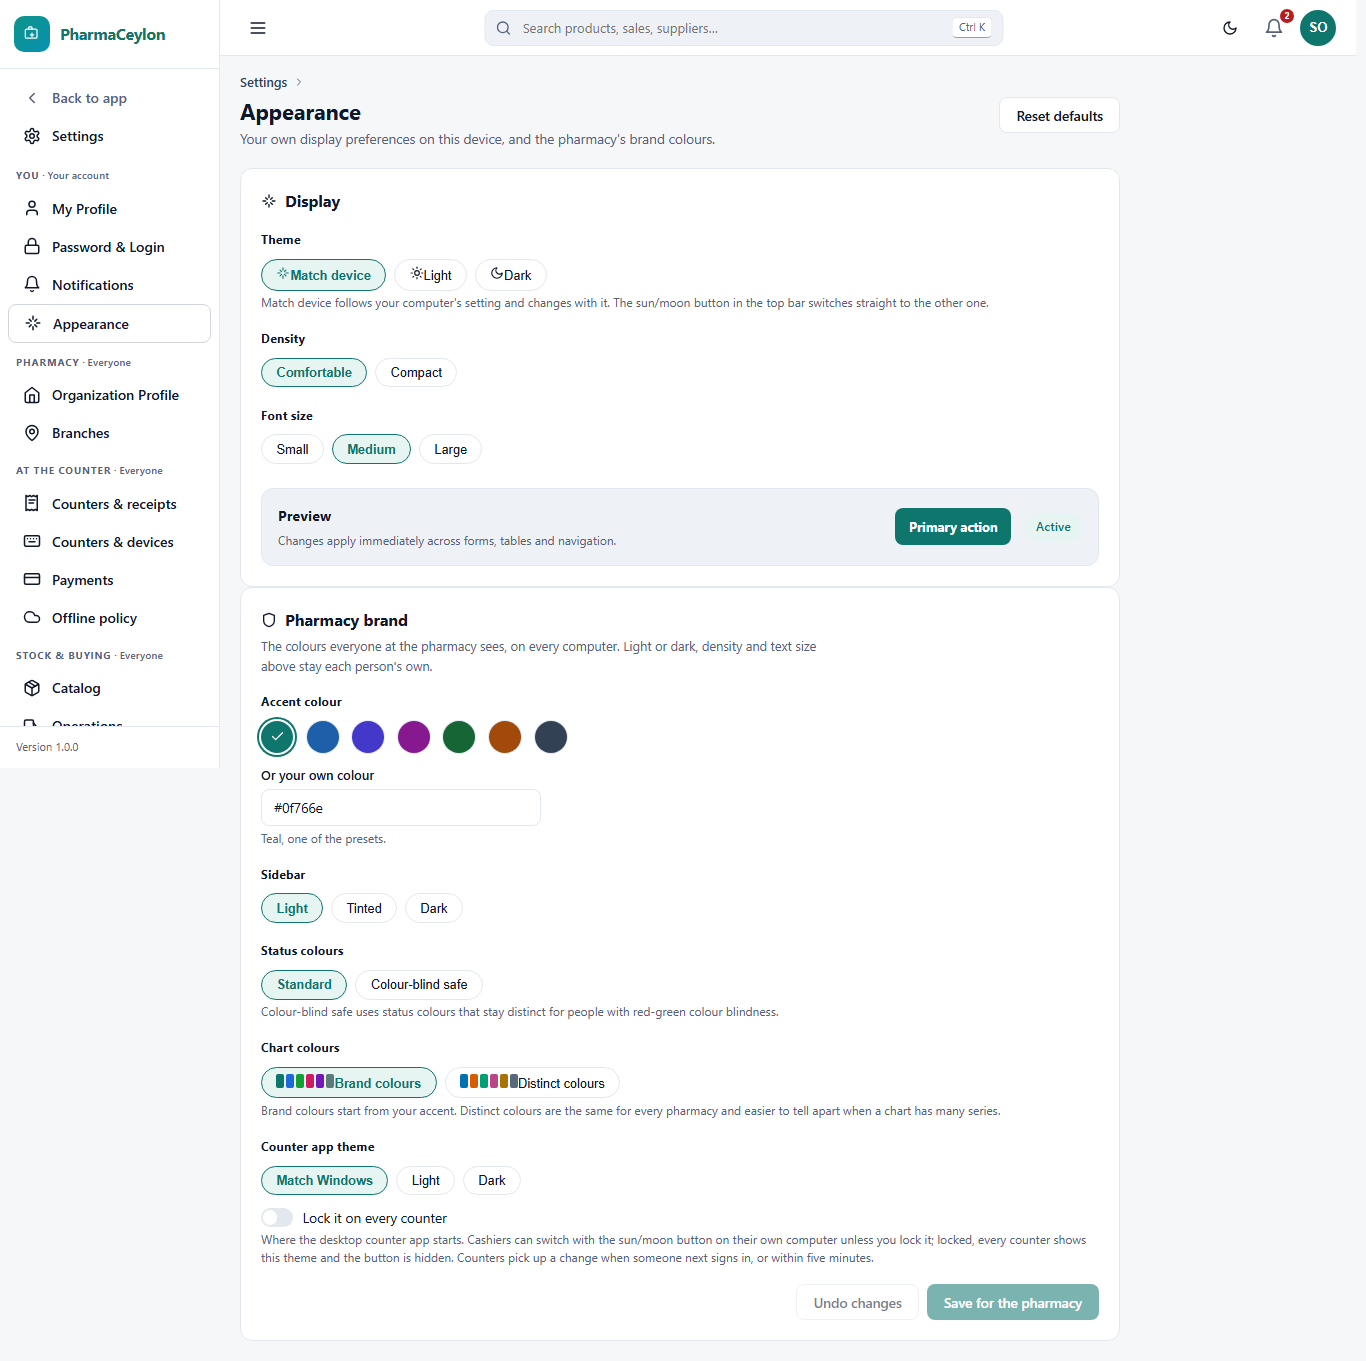 PharmaCeylon
Search products, sales, suppliers...
Ctrl K
2
SO
Back to app
Settings
YOU · Your account
My Profile
Password & Login
Notifications
Appearance
PHARMACY · Everyone
Organization Profile
Branches
AT THE COUNTER · Everyone
Counters & receipts
Counters & devices
Payments
Offline policy
STOCK & BUYING · Everyone
Catalog
Operations
Version 1.0.0
Settings
Appearance
Your own display preferences on this device, and the pharmacy's brand colours.
Reset defaults
Display
Theme
Match device
Light
Dark
Match device follows your computer's setting and changes with it. The sun/moon button in the top bar switches straight to the other one.
Density
Comfortable
Compact
Font size
Small
Medium
Large
Preview
Changes apply immediately across forms, tables and navigation.
Primary action
Active
Pharmacy brand
The colours everyone at the pharmacy sees, on every computer. Light or dark, density and text size
above stay each person's own.
Accent colour
Or your own colour
#0f766e
Teal, one of the presets.
Sidebar
Light
Tinted
Dark
Status colours
Standard
Colour-blind safe
Colour-blind safe uses status colours that stay distinct for people with red-green colour blindness.
Chart colours
Brand colours
Distinct colours
Brand colours start from your accent. Distinct colours are the same for every pharmacy and easier to tell apart when a chart has many series.
Counter app theme
Match Windows
Light
Dark
Lock it on every counter
Where the desktop counter app starts. Cashiers can switch with the sun/moon button on their own computer unless you lock it; locked, every counter shows
this theme and the button is hidden. Counters pick up a change when someone next signs in, or within five minutes.
Undo changes
Save for the pharmacy